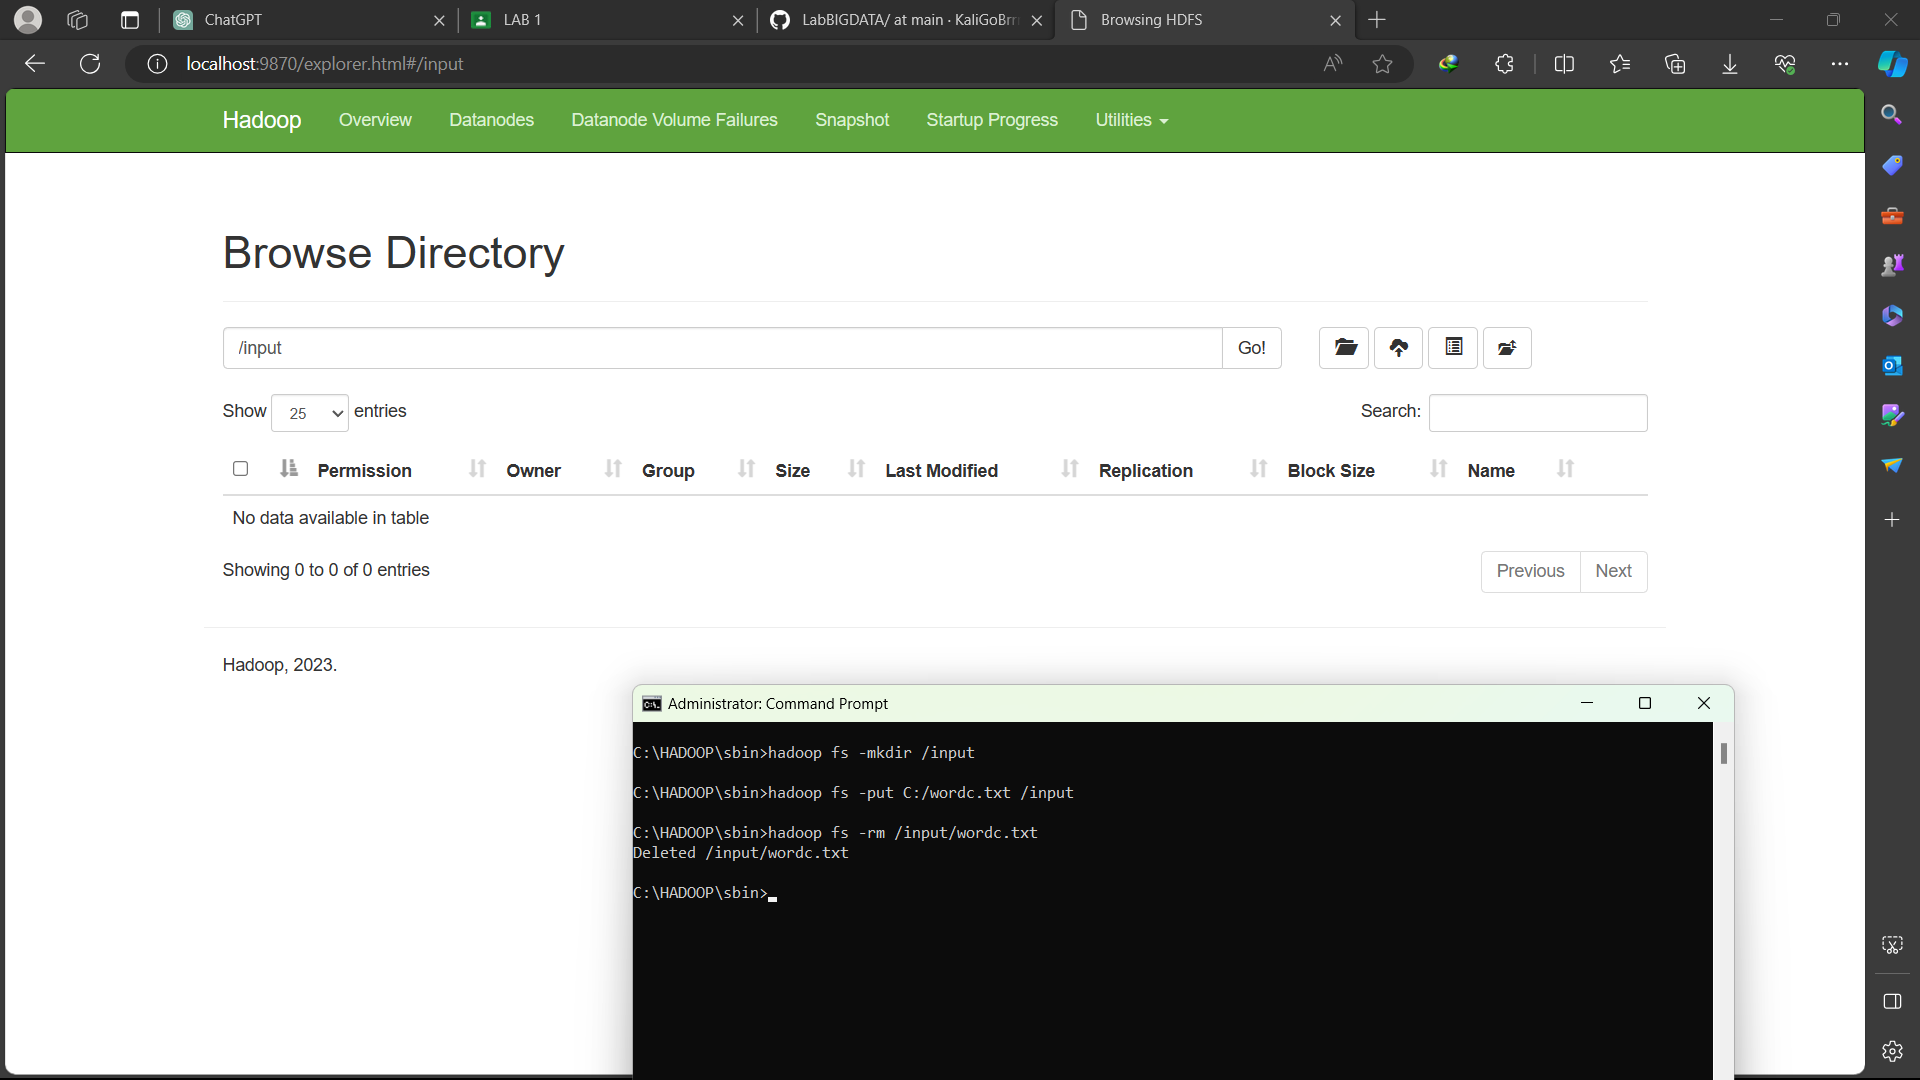 ChatGPT
LAB 1
LabBIGDATA/ at main · KaliGoBrr
Browsing HDFS
localhost:9870/explorer.html#/input
Hadoop Overview Datanodes Datanode Volume Failures Snapshot Startup Progress Utilities
Browse Directory
/input Go!
Show 25 entries Search:
Permission Owner Group Size Last Modified Replication Block Size Name
No data available in table
Showing 0 to 0 of 0 entries Previous Next
Hadoop, 2023.
Administrator: Command Prompt
C:\HADOOP\sbin>hadoop fs -mkdir /input
C:\HADOOP\sbin>hadoop fs -put C:/wordc.txt /input
C:\HADOOP\sbin>hadoop fs -rm /input/wordc.txt
Deleted /input/wordc.txt
C:\HADOOP\sbin>